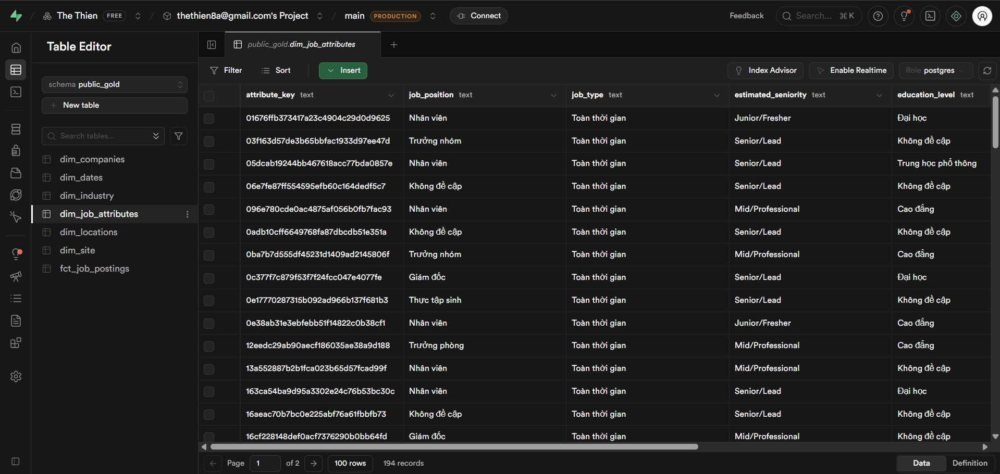 The Thien FREE / thethien8a@gmail.com's Project / main PRODUCTION Connect Feedback Search... ⌘ K
Table Editor
public_gold.dim_job_attributes
Filter Sort Insert Index Advisor Enable Realtime Role postgres
schema public_gold
New table
Search tables...
dim_companies
dim_dates
dim_industry
dim_job_attributes
dim_locations
dim_site
fct_job_postings
attribute_key text job_position text job_type text estimated_seniority text education_level text
01676ffb373417a23c4904c29d0d9625 Nhân viên Toàn thời gian Junior/Fresher Đại học
03f163d57de3b65bbfac1933d97ee47d Trưởng nhóm Toàn thời gian Senior/Lead Không đề cập
05dcab19244bb467618acc77bda0857e Nhân viên Toàn thời gian Senior/Lead Trung học phổ thông
06e7fe87ff554595efb60c164dedf5c7 Không đề cập Toàn thời gian Senior/Lead Không đề cập
096e780cde0ac4875af056b0fb7fac93 Nhân viên Toàn thời gian Mid/Professional Cao đẳng
0adb10cff6649768fa87dbcdb51e351a Không đề cập Toàn thời gian Senior/Lead Không đề cập
0ba7b7d555df45231d1409ad2145806f Trưởng nhóm Toàn thời gian Mid/Professional Cao đẳng
0c377f7c879f53f7f24fcc047e4077fe Giám đốc Toàn thời gian Senior/Lead Đại học
0e17770287315b092ad966b137f681b3 Thực tập sinh Toàn thời gian Senior/Lead Không đề cập
0e38ab31e3ebfebb51f14822c0b38cf1 Nhân viên Toàn thời gian Junior/Fresher Cao đẳng
12eedc29ab90aecf186035ae38a9d188 Trưởng phòng Toàn thời gian Mid/Professional Cao đẳng
13a552887b2b1fca023b65d57fcad99f Nhân viên Toàn thời gian Mid/Professional Không đề cập
163ca54ba9d95a3302e24c76b53bc30c Nhân viên Toàn thời gian Senior/Lead Đại học
16aeac70b7bc0e225abf76a61fbbfb73 Không đề cập Toàn thời gian Senior/Lead Không đề cập
16cf228148def0acf7376290b0bb64fd Giám đốc Toàn thời gian Mid/Professional Không đề cập
Page 1 of 2 100 rows 194 records Data Definition